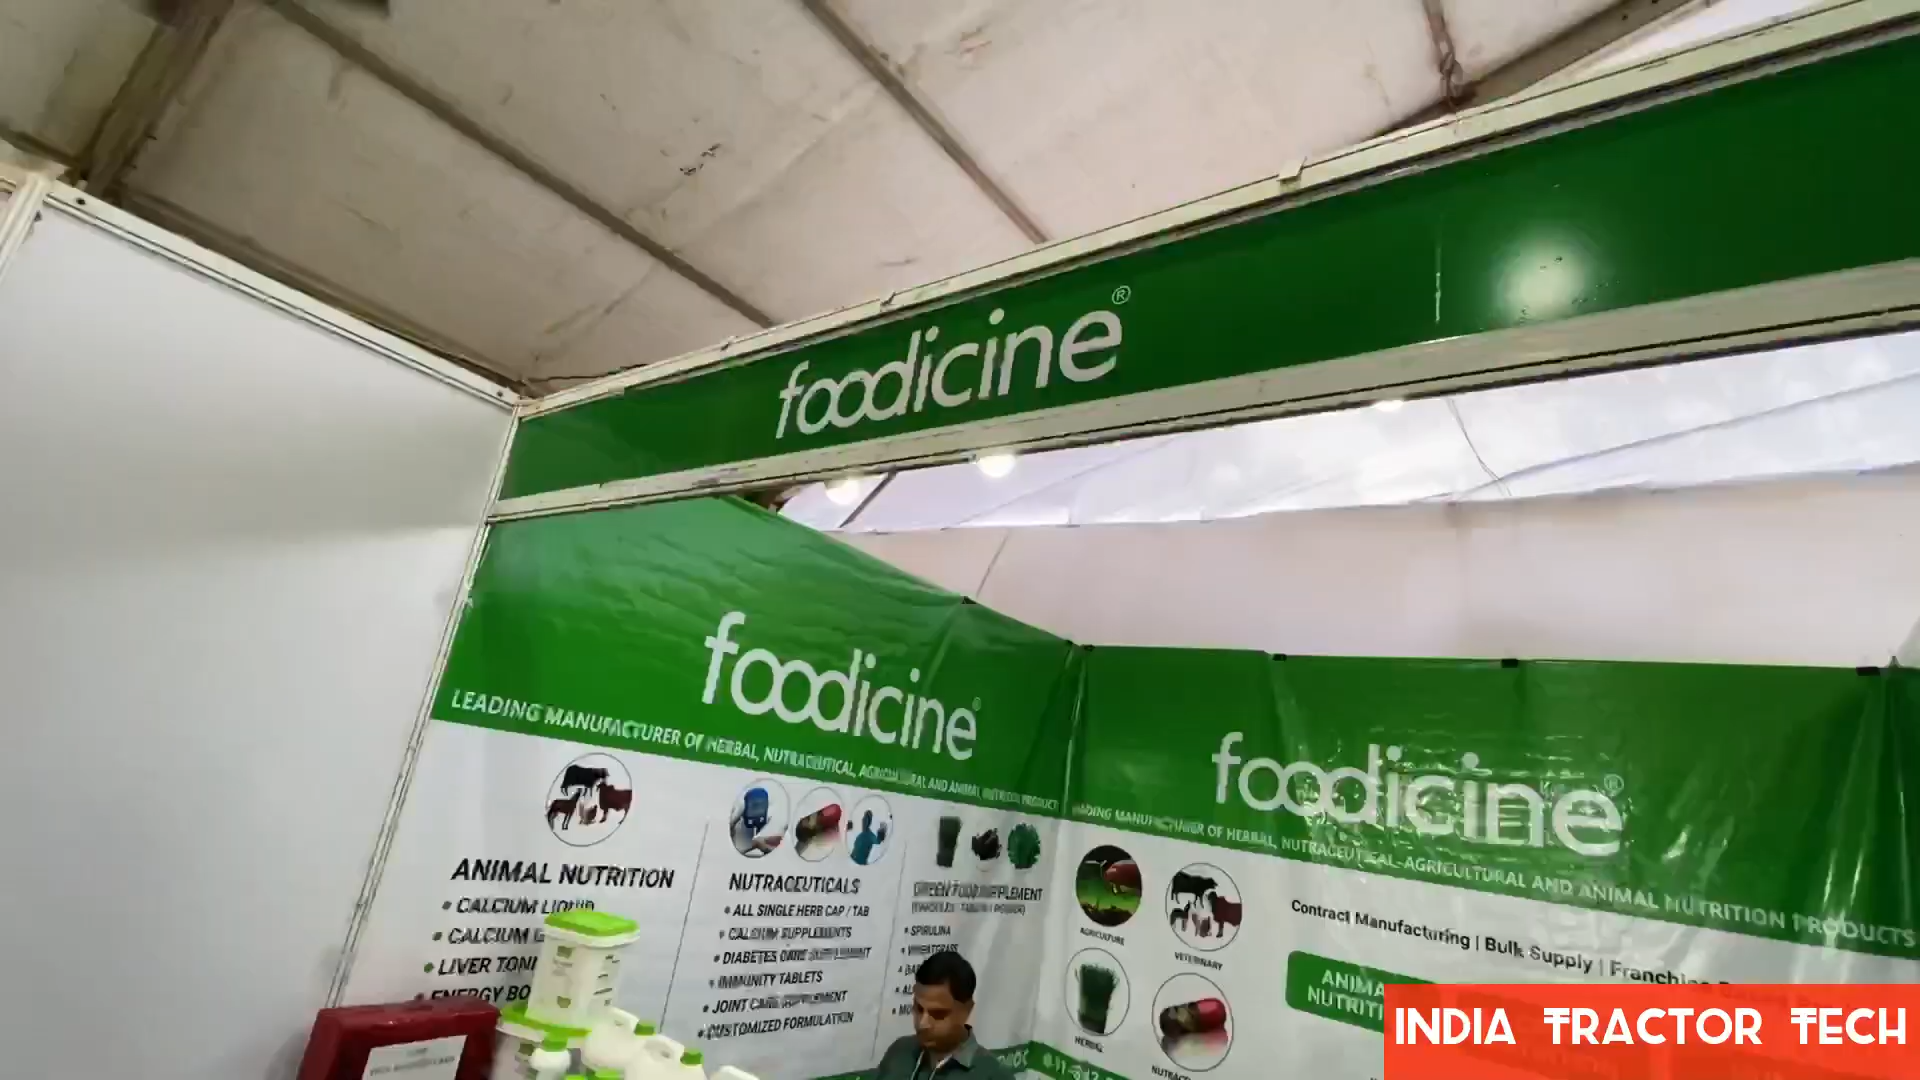 foodicine®
foodicine®
LEADING MANUFACTURER OF HERBAL, NUTRACEUTICAL, AGRICULTURAL AND ANIMAL NUTRITION PRODUCT
ANIMAL NUTRITION
• CALCIUM LIQUID
• CALCIUM
• LIVER
• ENERGY
NUTRACEUTICALS
• ALL SINGLE HERB CAP / TAB
• CALCIUM SUPPLEMENTS
• DIABETES CARE SUPPLEMENT
• IMMUNITY TABLETS
• JOINT CARE SUPPLEMENT
• CUSTOMIZED FORMULATION
GREEN FOOD SUPPLEMENT
• SPIRULINA
• WHEATGRASS
foodicine®
LEADING MANUFACTURER OF HERBAL, NUTRACEUTICAL, AGRICULTURAL AND ANIMAL NUTRITION PRODUCTS
AGRICULTURE
VETERINARY
HERBAL
Contract Manufacturing | Bulk Supply |
INDIA TRACTOR TECH